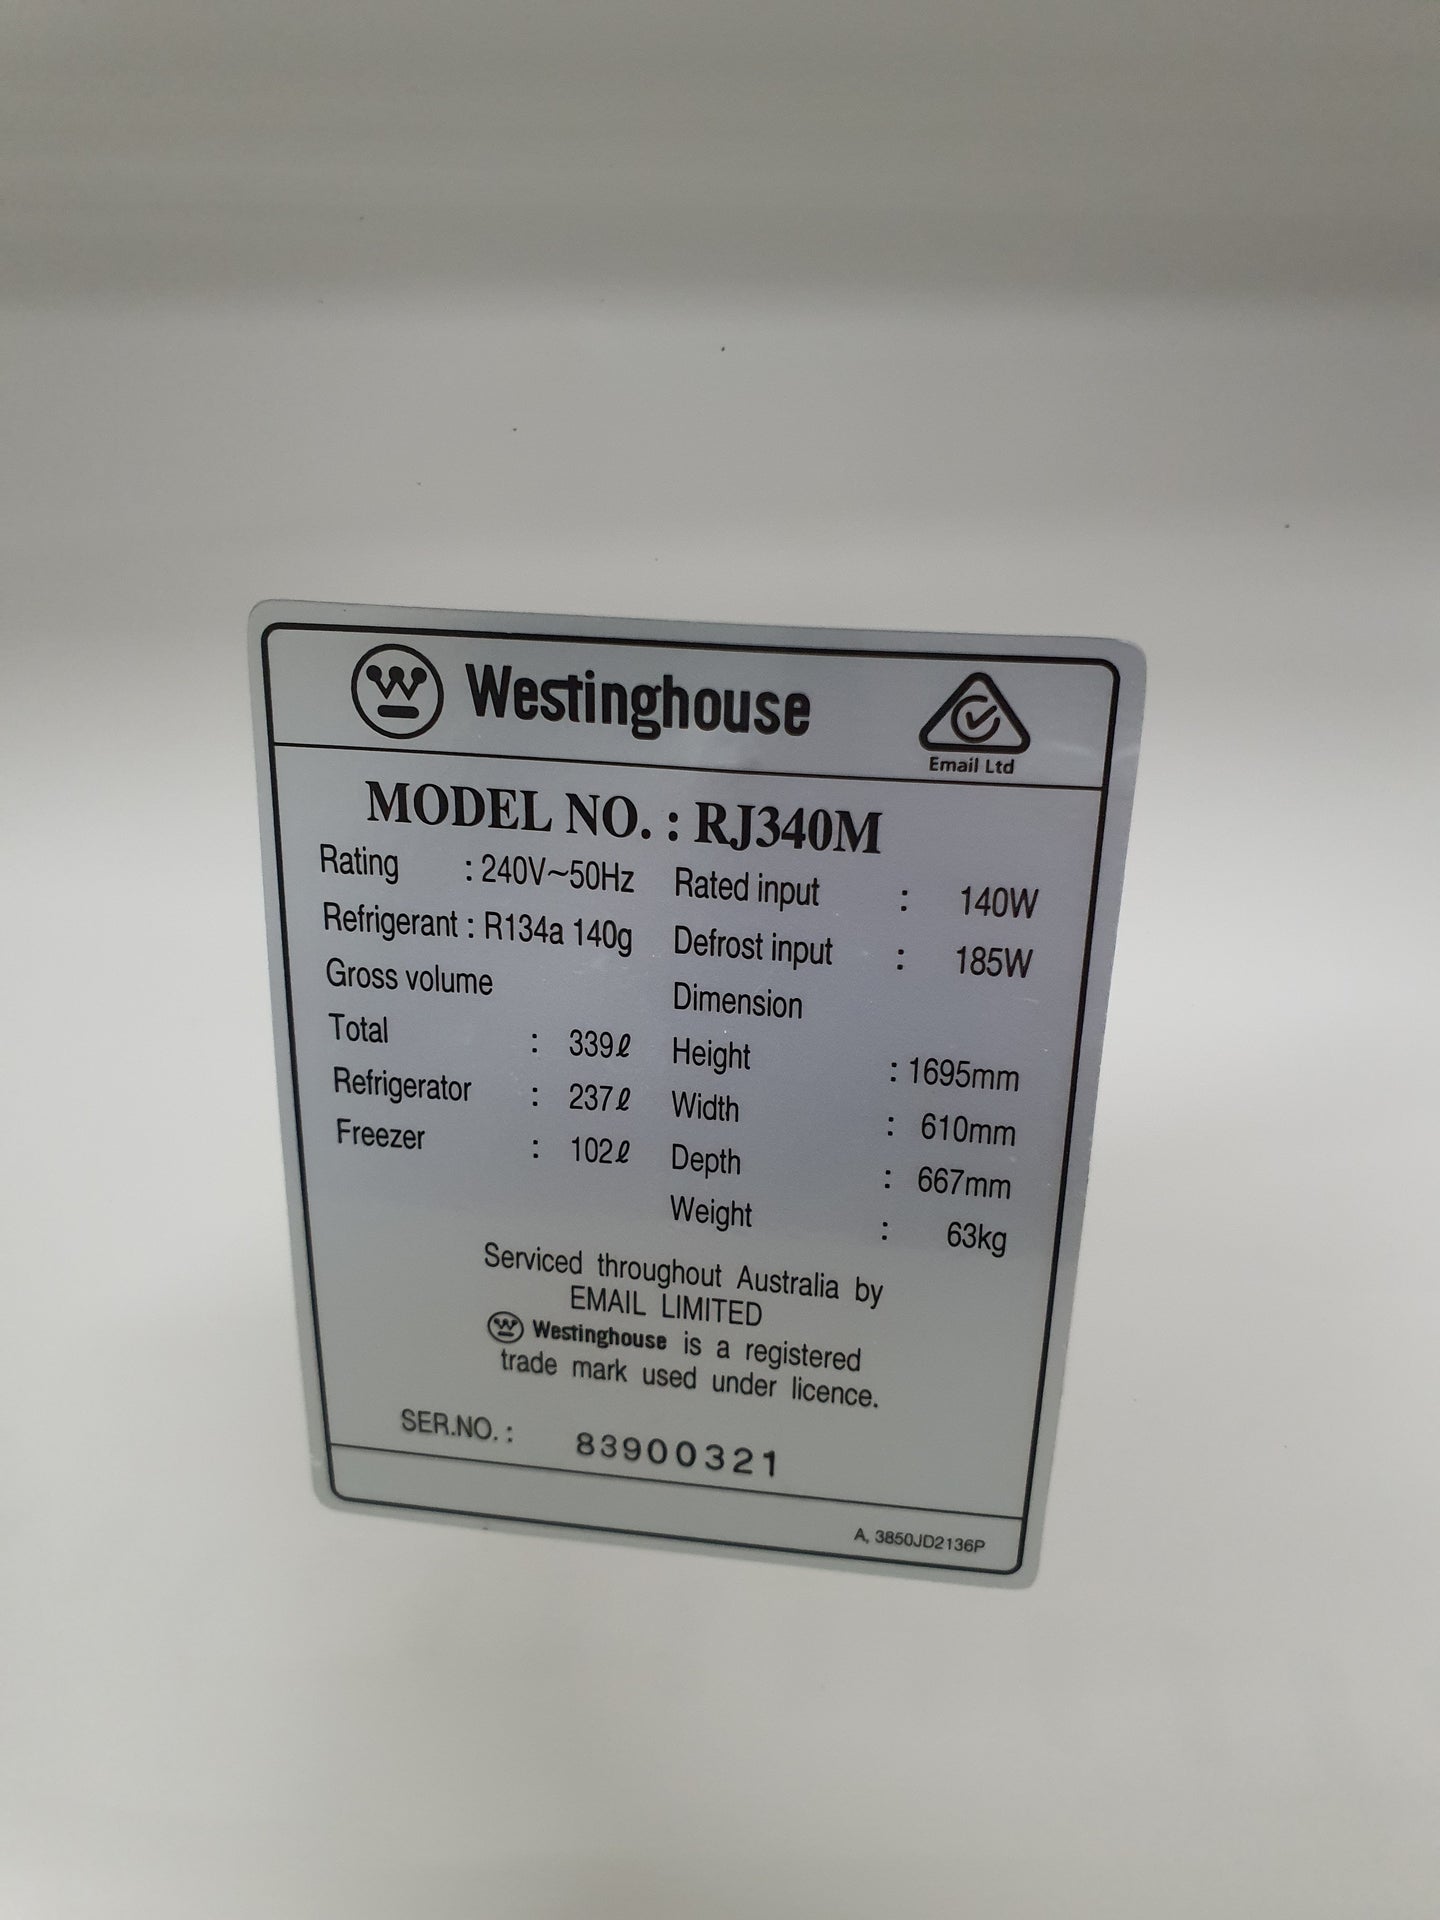 Westinghouse
Email Ltd
MODEL NO. : RJ340M
Rating : 240V~50Hz Rated input : 140W
Refrigerant : R134a 140g Defrost input : 185W
Gross volume Dimension
Total : 339ℓ Height : 1695mm
Refrigerator : 237ℓ Width : 610mm
Freezer : 102ℓ Depth : 667mm
Weight : 63kg
Serviced throughout Australia by
EMAIL LIMITED
Westinghouse is a registered
trade mark used under licence.
SER.NO. : 83900321
A, 3850JD2136P